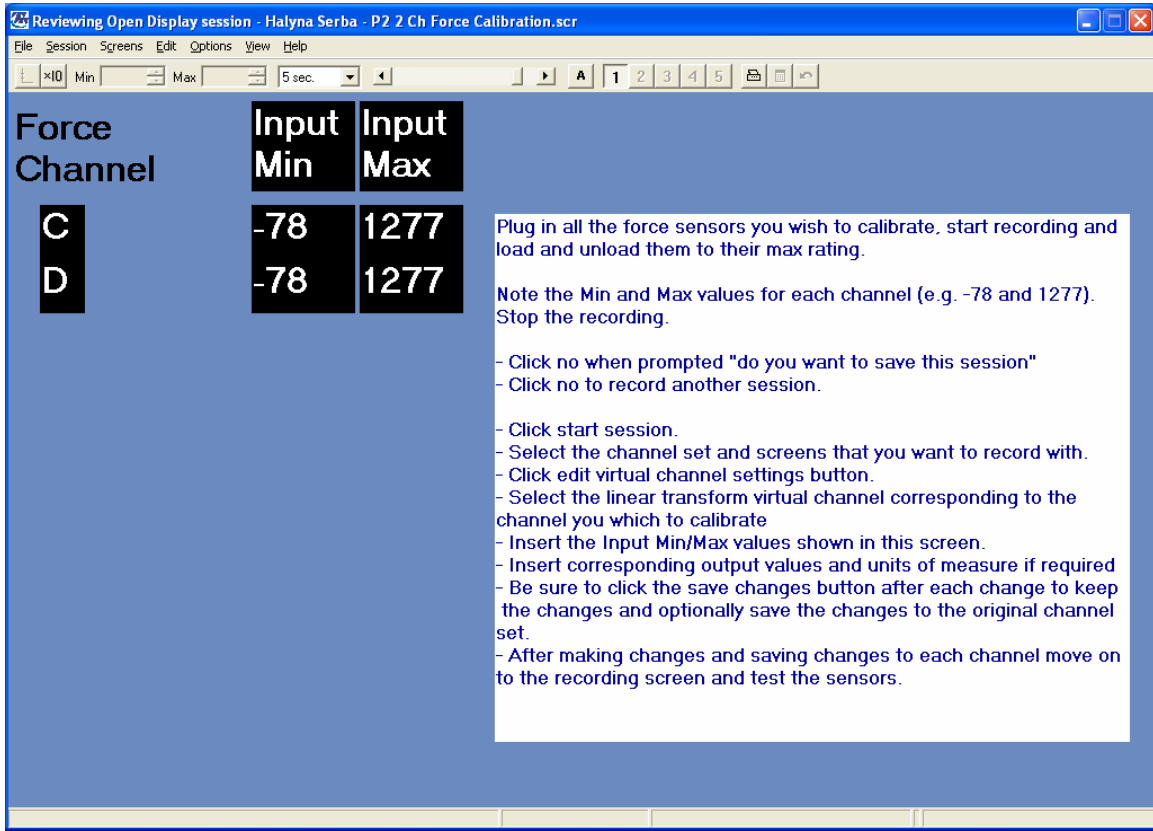 Reviewing Open Display session - Halyna Serba - P2 2 Ch Force Calibration.scr
File Session Screens Edit Options View Help
×10 Min Max 5 sec. A 1 2 3 4 5
Force Channel Input Min Input Max
C -78 1277
D -78 1277
Plug in all the force sensors you wish to calibrate, start recording and
load and unload them to their max rating.
Note the Min and Max values for each channel (e.g. -78 and 1277).
Stop the recording.
- Click no when prompted "do you want to save this session"
- Click no to record another session.
- Click start session.
- Select the channel set and screens that you want to record with.
- Click edit virtual channel settings button.
- Select the linear transform virtual channel corresponding to the
channel you which to calibrate
- Insert the Input Min/Max values shown in this screen.
- Insert corresponding output values and units of measure if required
- Be sure to click the save changes button after each change to keep
the changes and optionally save the changes to the original channel
set.
- After making changes and saving changes to each channel move on
to the recording screen and test the sensors.